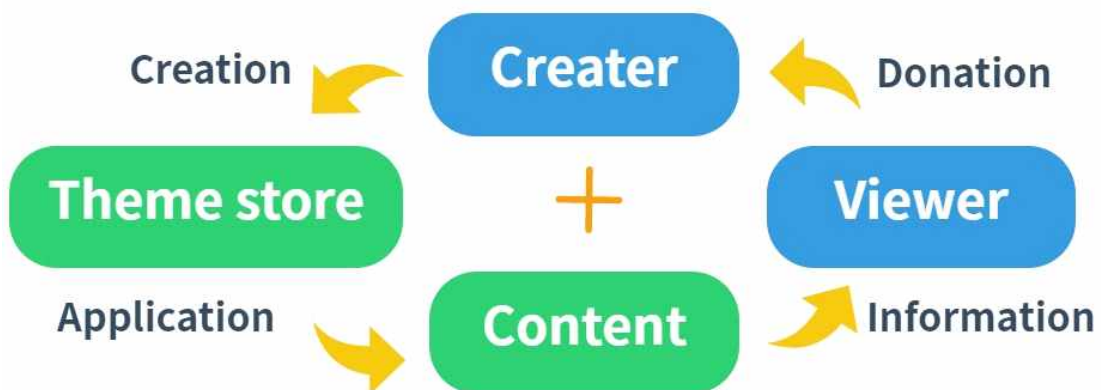 Creation
Creater
Donation
Theme store
Viewer
Application
Content
Information